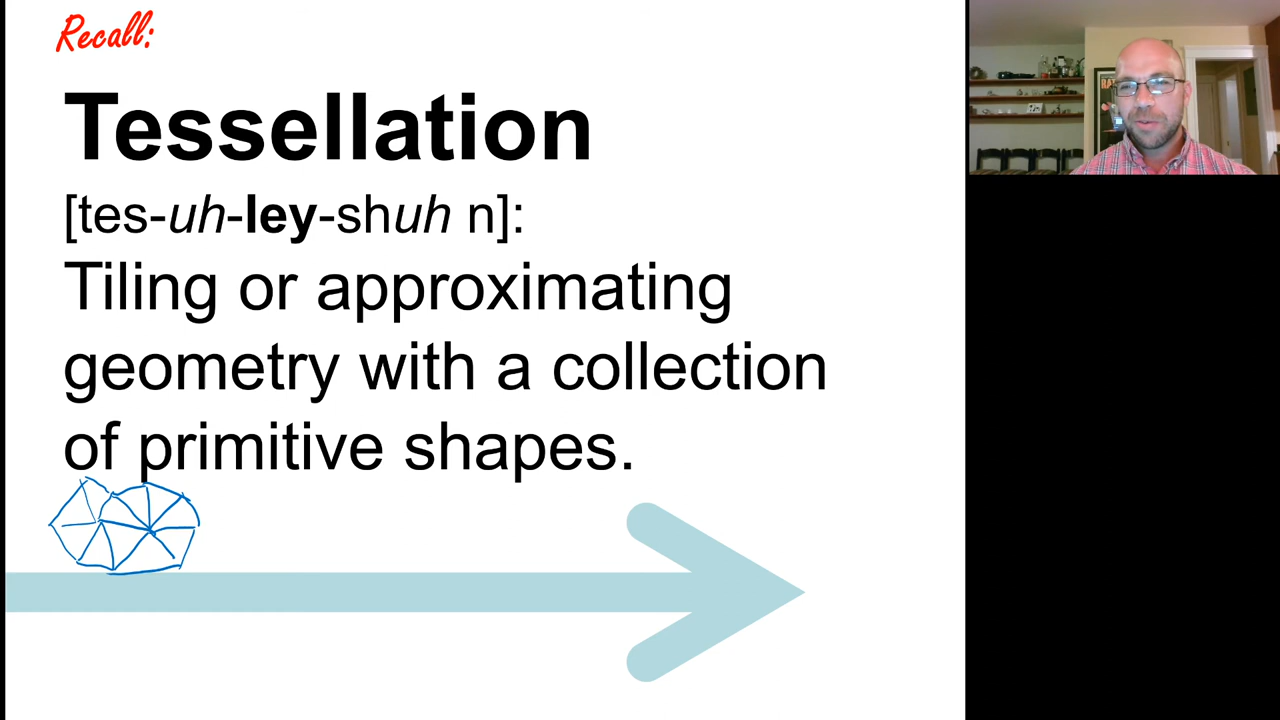 Recall:
Tessellation
[tes-uh-ley-shuh n]:
Tiling or approximating
geometry with a collection
of primitive shapes.